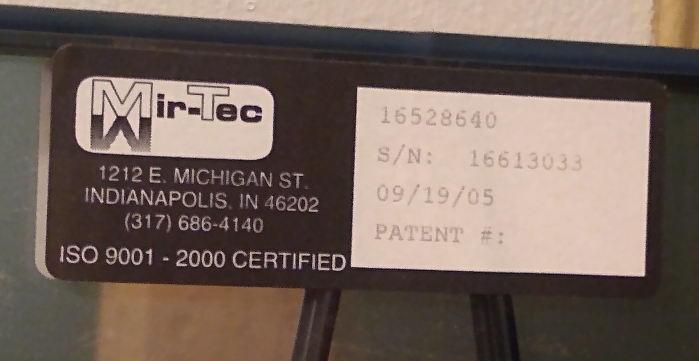 Mir-Tec
1212 E. MICHIGAN ST.
INDIANAPOLIS, IN 46202
(317) 686-4140
ISO 9001 - 2000 CERTIFIED
16528640
S/N: 16613033
09/19/05
PATENT #: